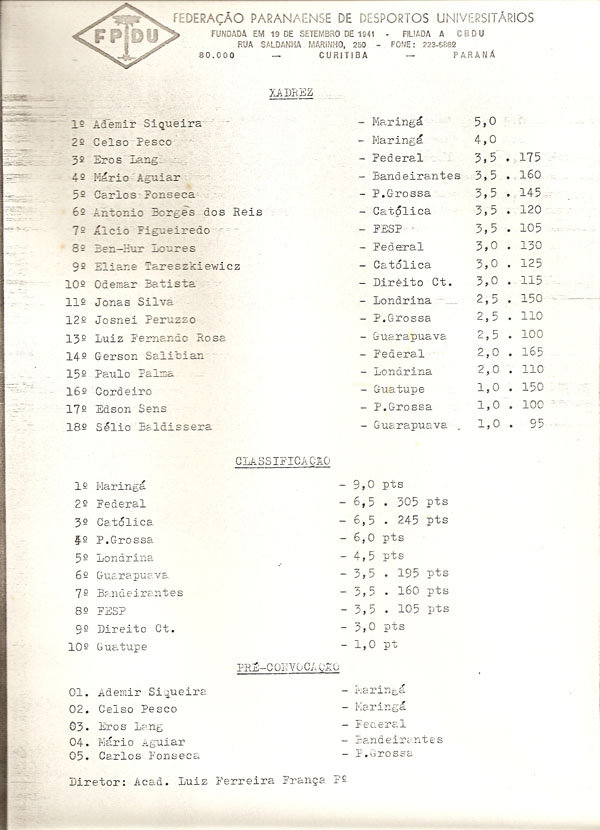 FPDU
FEDERAÇÃO PARANAENSE DE DESPORTOS UNIVERSITÁRIOS
FUNDADA EM 19 DE SETEMBRO DE 1941 - FILIADA A CBDU
RUA SALDANHA MARINHO, 250 - FONE: 223-6862
80.000 — CURITIBA — PARANÁ
XADREZ
1º Ademir Siqueira - Maringá 5,0
2º Celso Pesco - Maringá 4,0
3º Eros Lang - Federal 3,5 . 175
4º Mário Aguiar - Bandeirantes 3,5 . 160
5º Carlos Fonseca - P.Grossa 3,5 . 145
6º Antonio Borges dos Reis - Católica 3,5 . 120
7º Álcio Figueiredo - FESP 3,5 . 105
8º Ben-Hur Loures - Federal 3,0 . 130
9º Eliane Tareszkiewicz - Católica 3,0 . 125
10º Odemar Batista - Direito Ct. 3,0 . 115
11º Jonas Silva - Londrina 2,5 . 150
12º Josnei Peruzzo - P.Grossa 2,5 . 110
13º Luiz Fernando Rosa - Guarapuava 2,5 . 100
14º Gerson Salibian - Federal 2,0 . 165
15º Paulo Palma - Londrina 2,0 . 110
16º Cordeiro - Guatupe 1,0 . 150
17º Edson Sens - P.Grossa 1,0 . 100
18º Sélio Baldissera - Guarapuava . 1,0 . 95
CLASSIFICAÇÃO
1º Maringá - 9,0 pts
2º Federal - 6,5 . 305 pts
3º Católica - 6,5 . 245 pts
4º P.Grossa - 6,0 pts
5º Londrina - 4,5 pts
6º Guarapuava - 3,5 . 195 pts
7º Bandeirantes - 3,5 . 160 pts
8º FESP - 3,5 . 105 pts
9º Direito Ct. - 3,0 pts
10º Guatupe - 1,0 pt
PRÉ-CONVOCAÇÃO
01. Ademir Siqueira - Maringá
02. Celso Pesco - Maringá
03. Eros Lang - Federal
04. Mário Aguiar - Bandeirantes
05. Carlos Fonseca - P.Grossa
Diretor: Acad. Luiz Ferreira França Fº